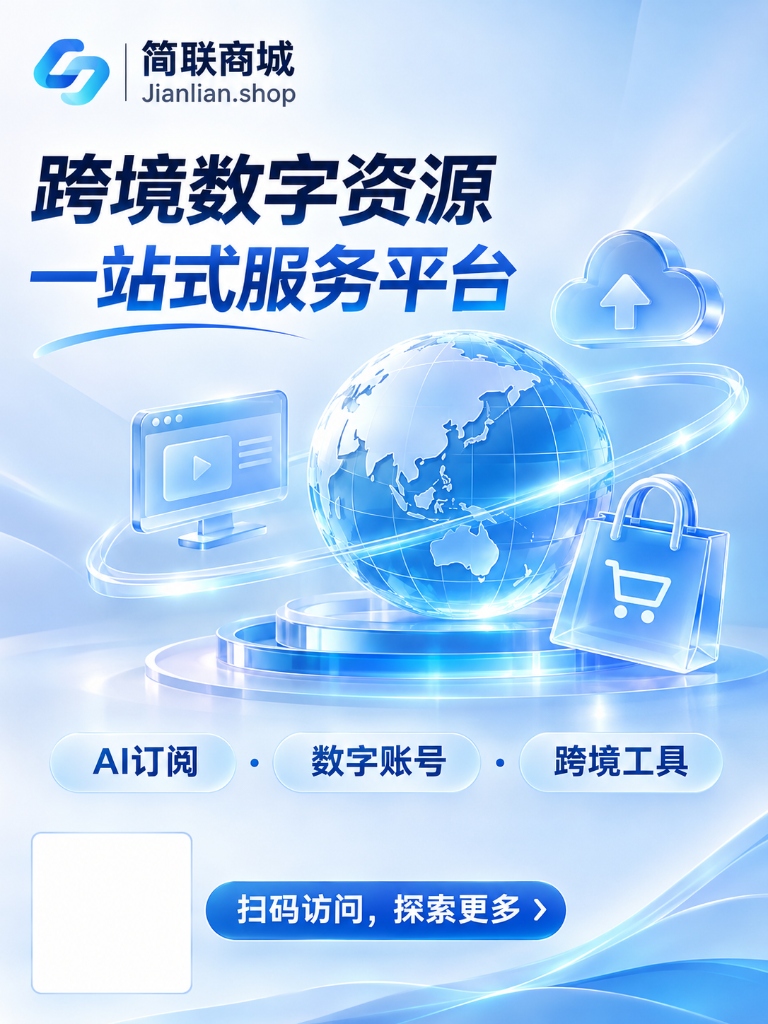 简联商城
Jianlian.shop
跨境数字资源
一站式服务平台
AI订阅 · 数字账号 · 跨境工具
扫码访问，探索更多 >